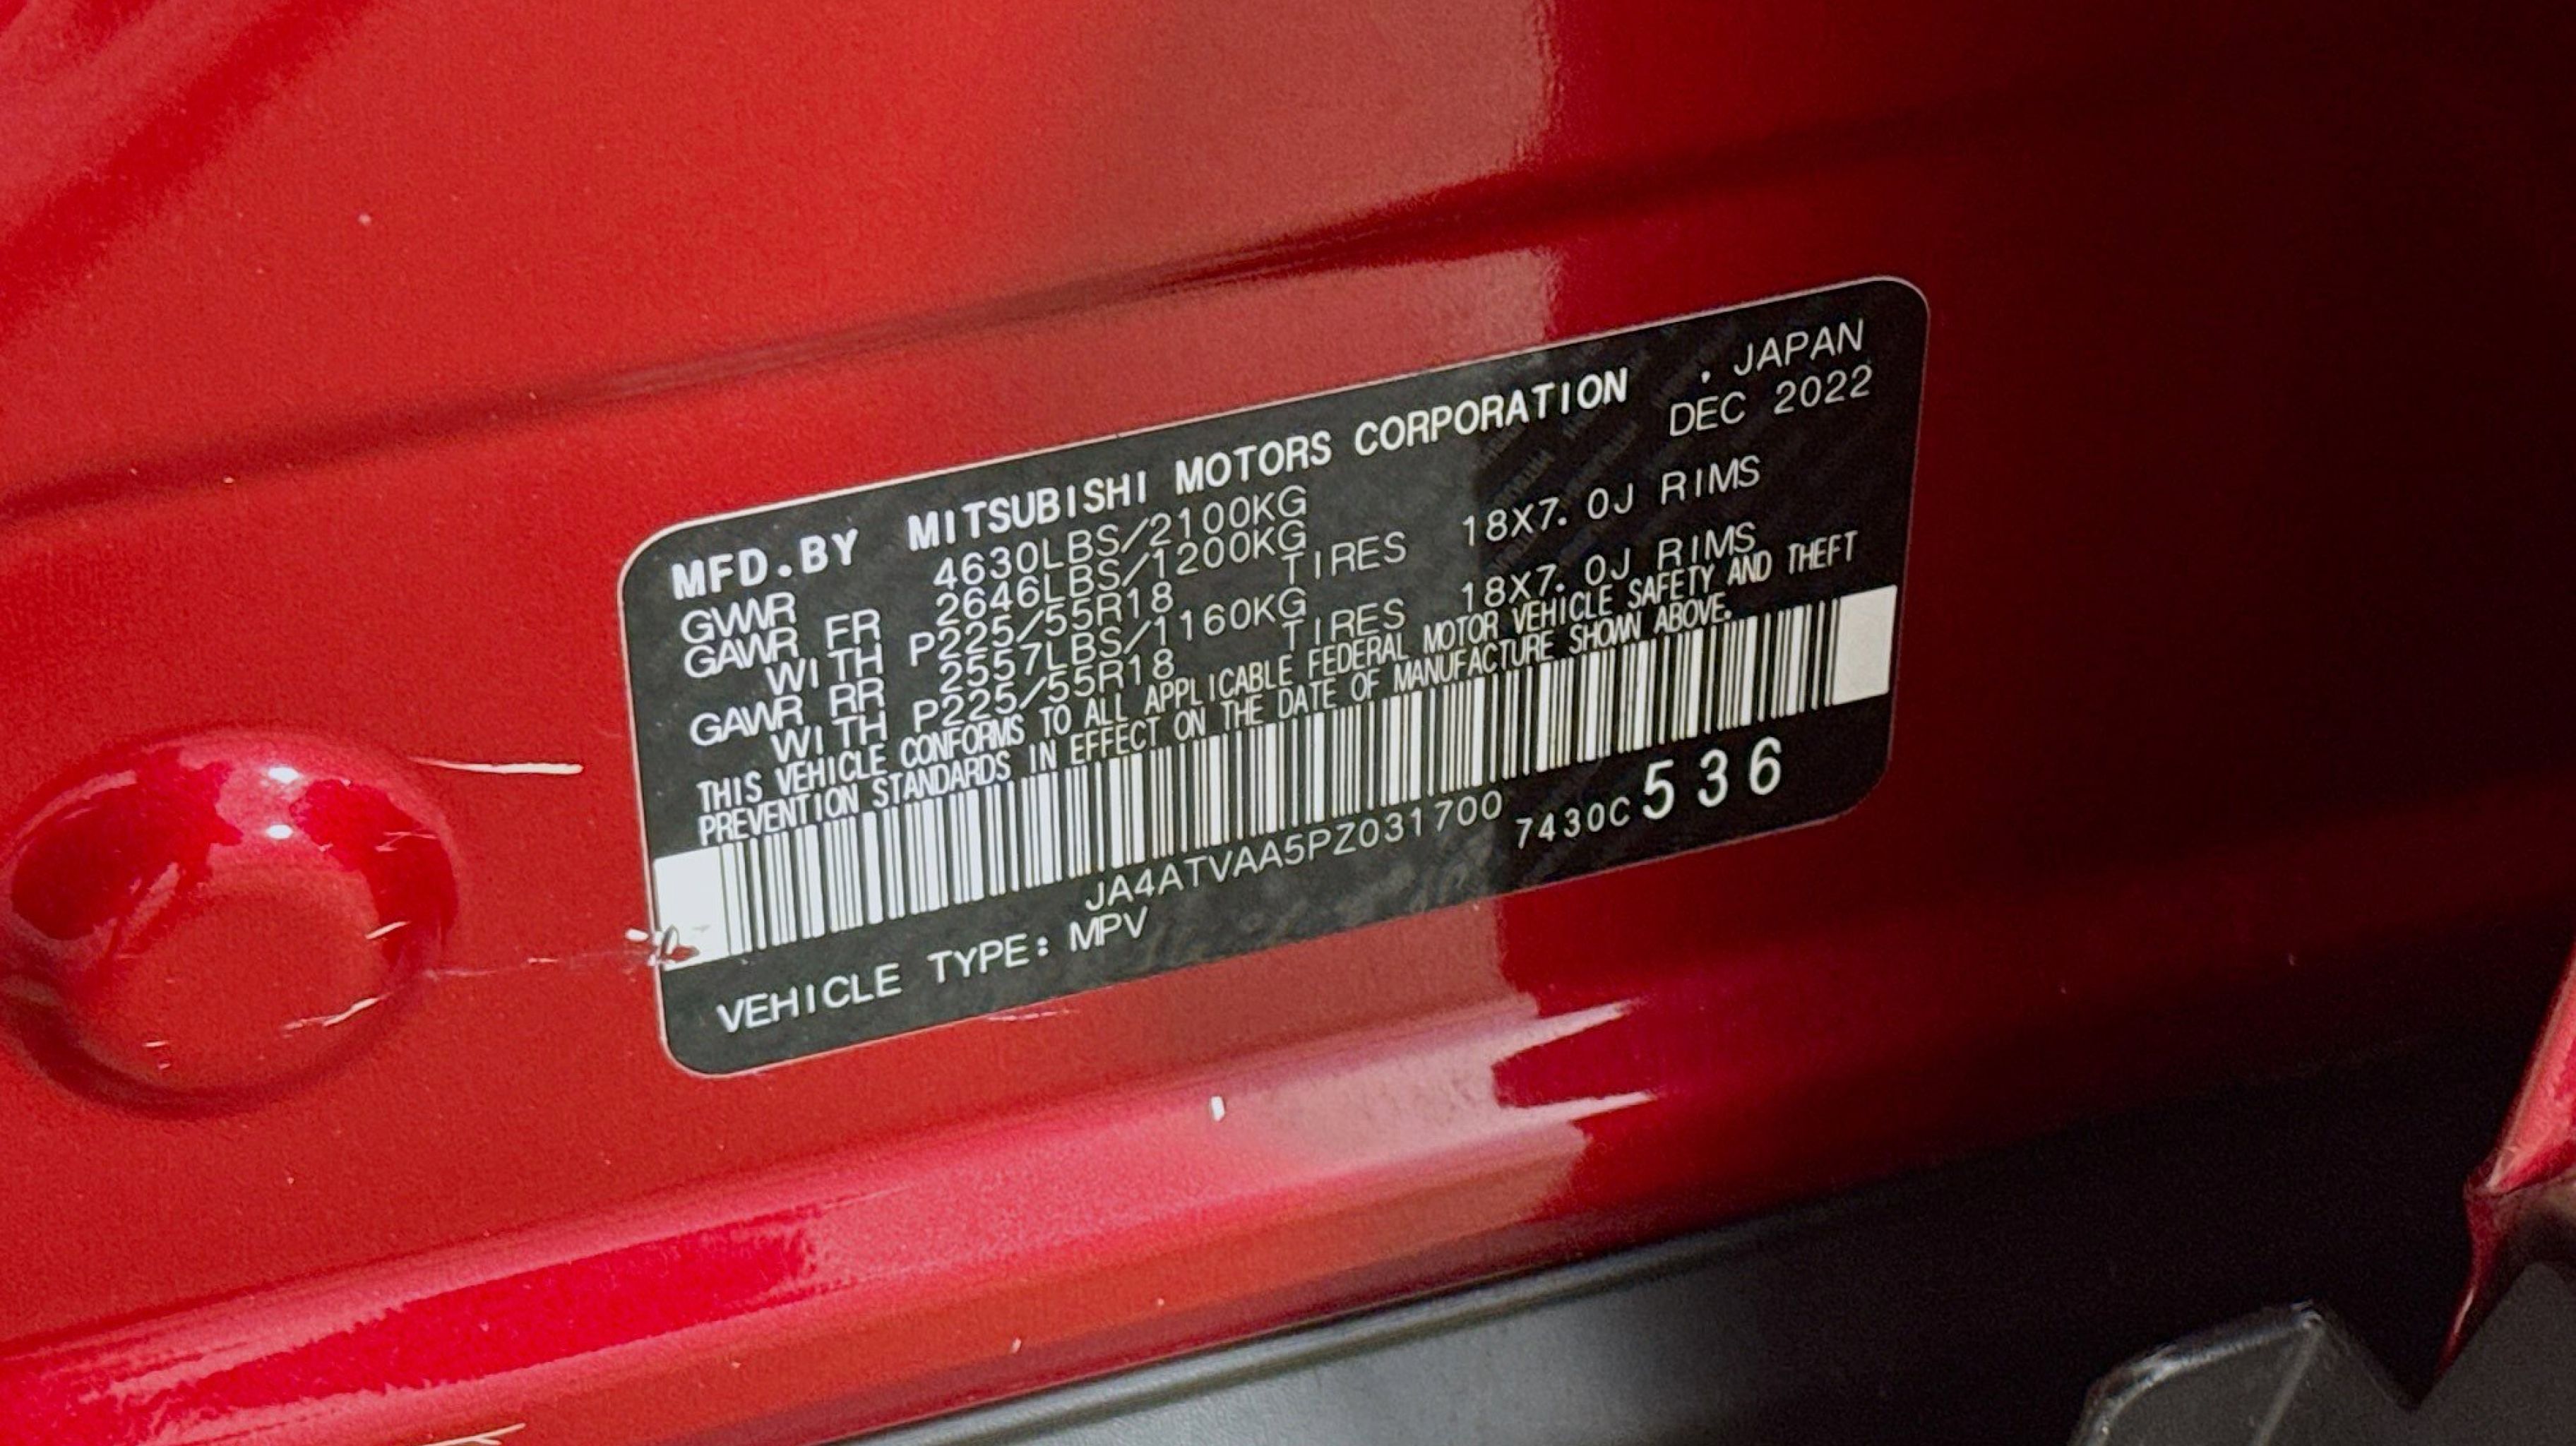 MFD.BY MITSUBISHI MOTORS CORPORATION , JAPAN
GVWR 4630LBS/2100KG DEC 2022
GAWR FR 2646LBS/1200KG
WITH P225/55R18 TIRES 18X7.0J RIMS
GAWR RR 2557LBS/1160KG
WITH P225/55R18 TIRES 18X7.0J RIMS
THIS VEHICLE CONFORMS TO ALL APPLICABLE FEDERAL MOTOR VEHICLE SAFETY AND THEFT
PREVENTION STANDARDS IN EFFECT ON THE DATE OF MANUFACTURE SHOWN ABOVE.
JA4ATVAA5PZ031700 7430C536
VEHICLE TYPE: MPV